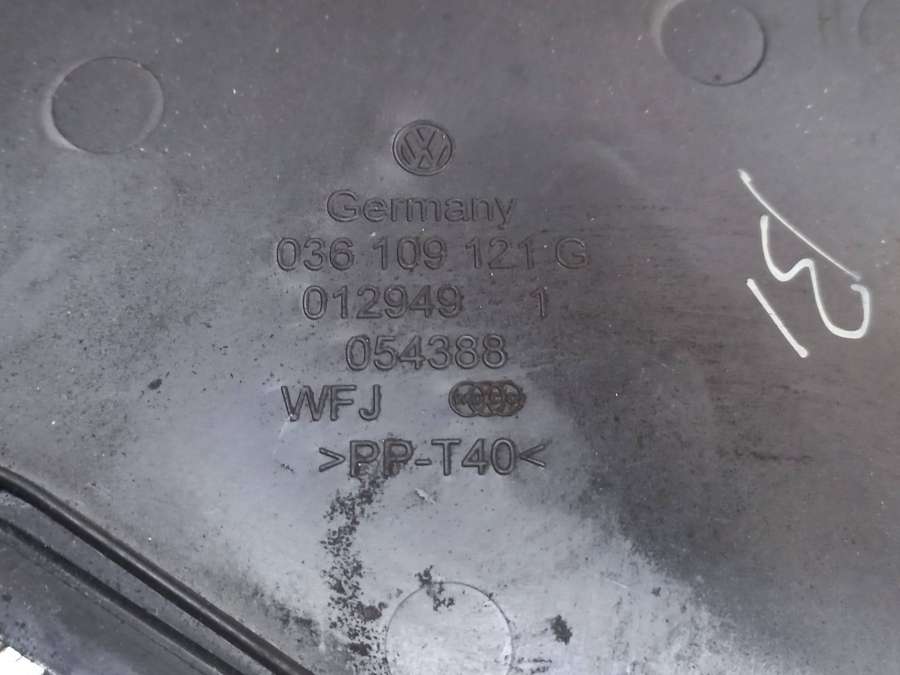 Germany
036 109 121 G
012949 1
054388
WFJ
>PP-T40<